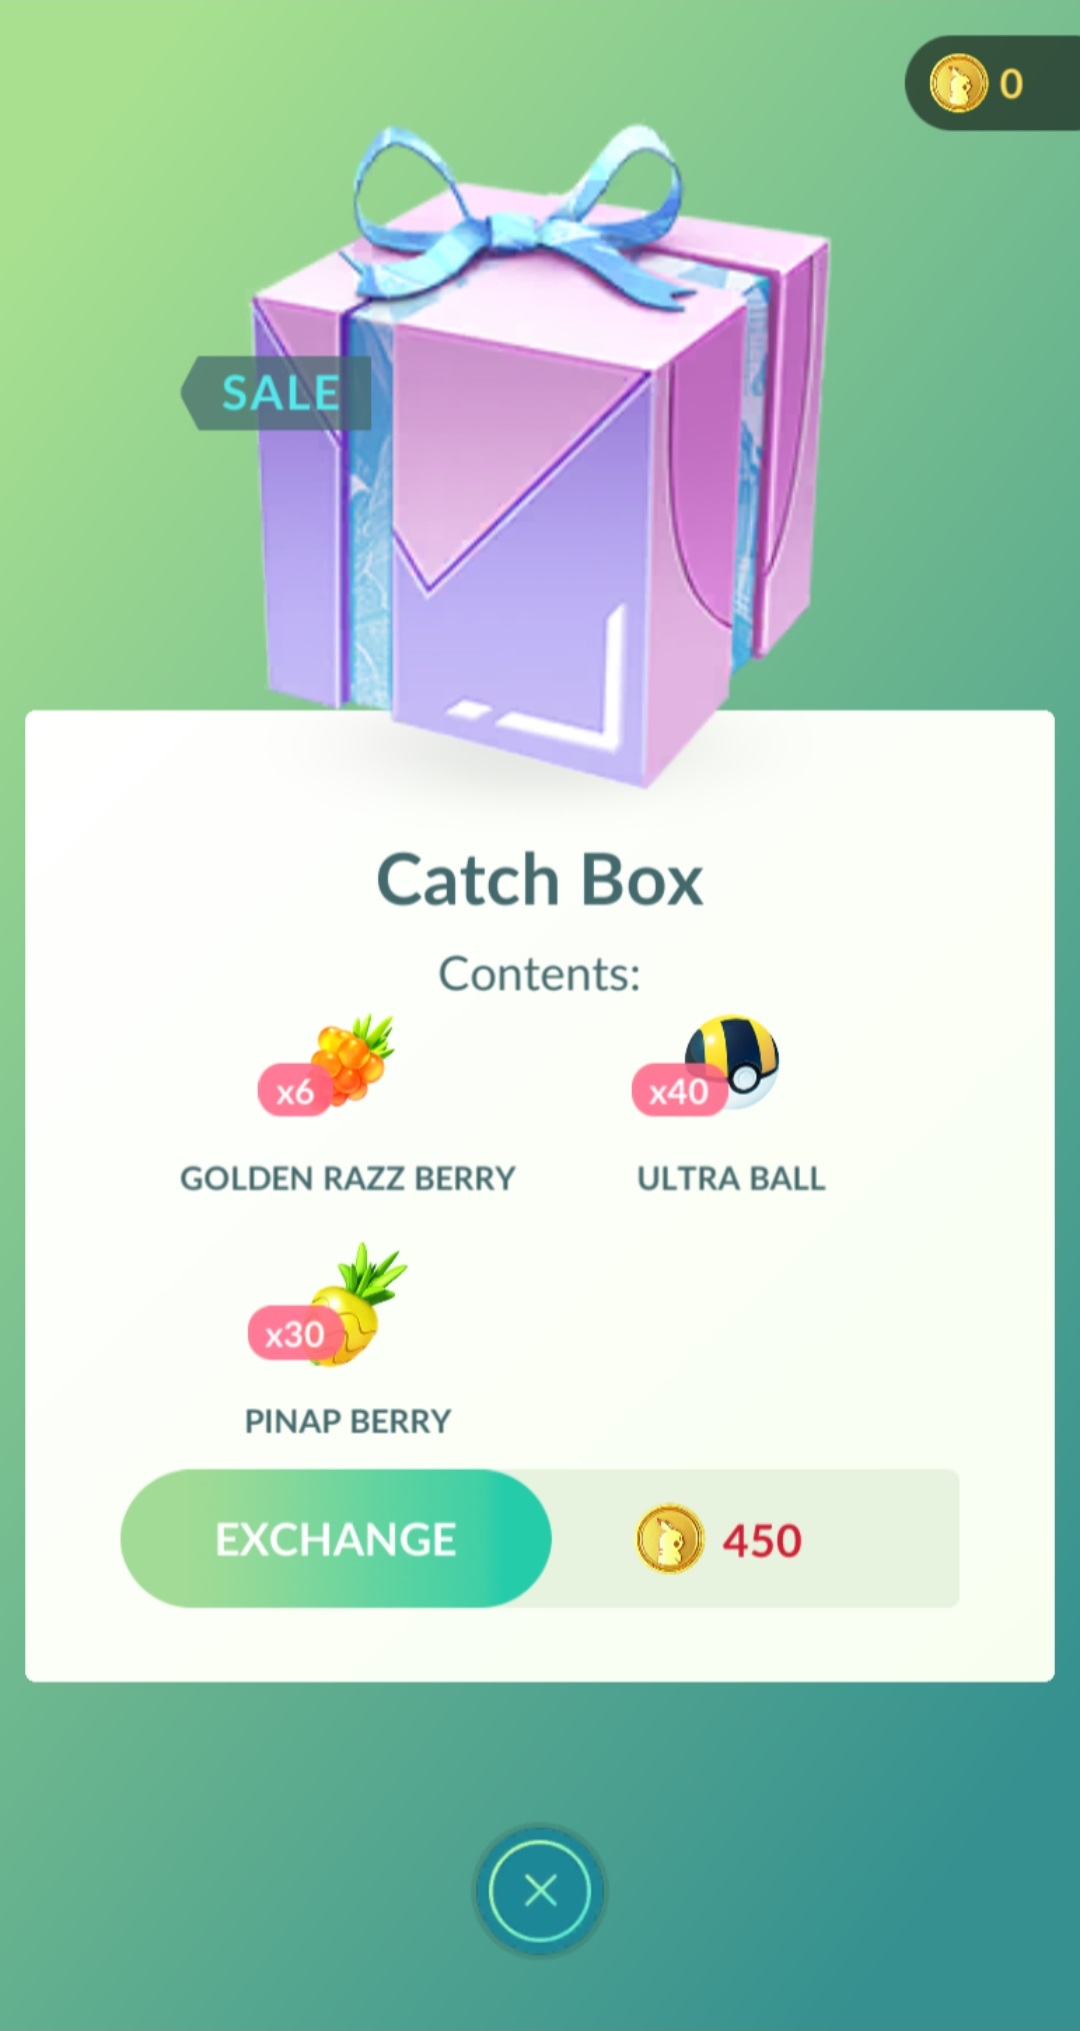 0
SALE
Catch Box
Contents:
x6
x40
GOLDEN RAZZ BERRY
ULTRA BALL
x30
PINAP BERRY
EXCHANGE
450